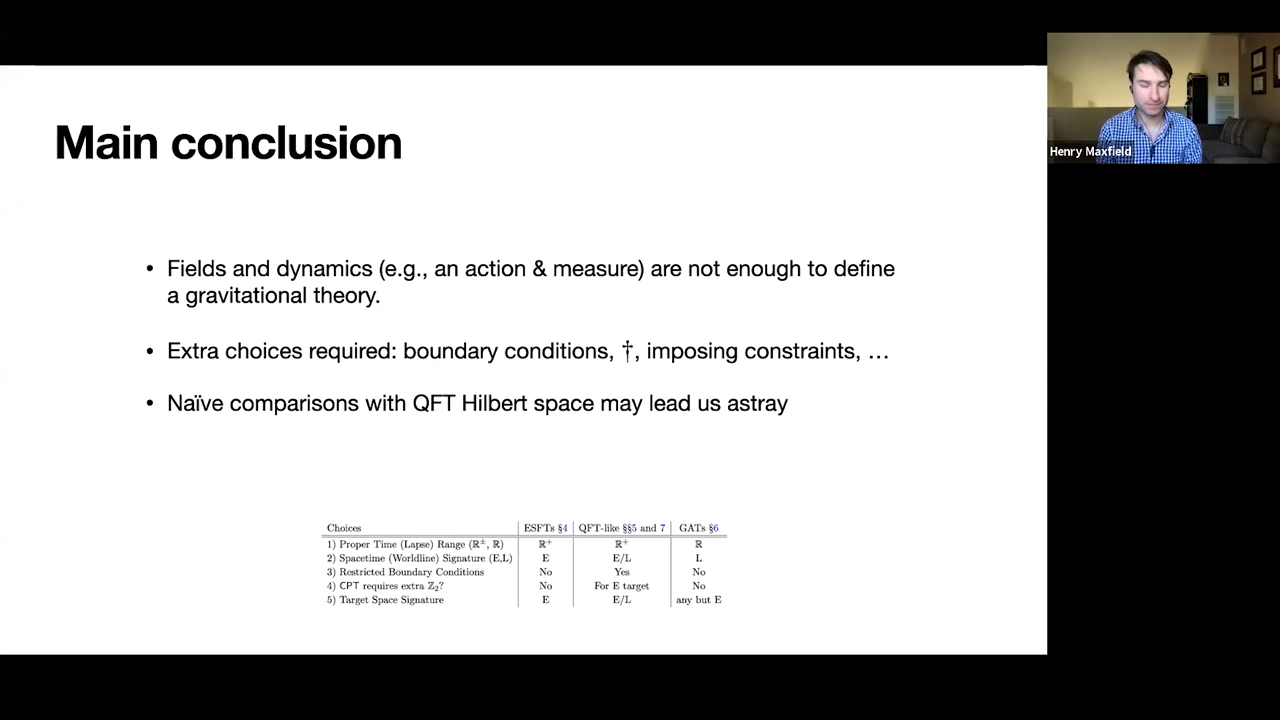 Main conclusion
Henry Maxfield
• Fields and dynamics (e.g., an action & measure) are not enough to define
a gravitational theory.
• Extra choices required: boundary conditions, †, imposing constraints, …
• Naïve comparisons with QFT Hilbert space may lead us astray
Choices ESFTs §4 QFT-like §§5 and 7 GATs §6
1) Proper Time (Lapse) Range (ℝ±, ℝ) ℝ+ ℝ+ ℝ
2) Spacetime (Worldline) Signature (E,L) E E/L L
3) Restricted Boundary Conditions No Yes No
4) CPT requires extra ℤ₂? No For E target No
5) Target Space Signature E E/L any but E